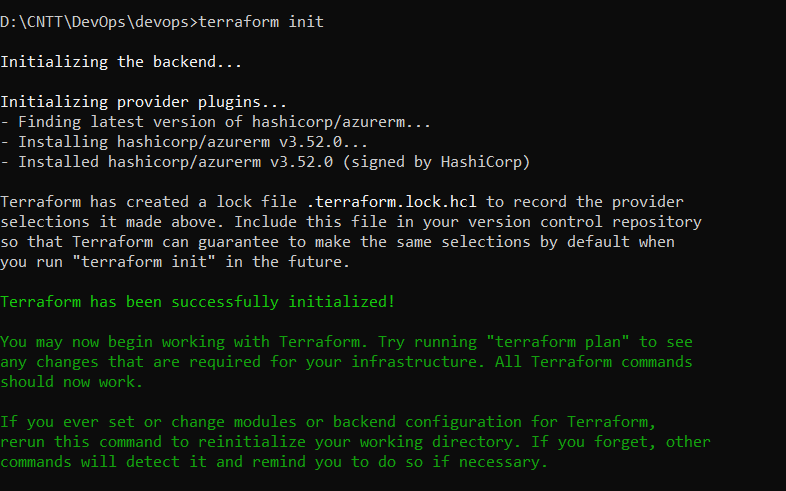 D:\CNTT\DevOps\devops>terraform init
Initializing the backend...
Initializing provider plugins...
- Finding latest version of hashicorp/azurerm...
- Installing hashicorp/azurerm v3.52.0...
- Installed hashicorp/azurerm v3.52.0 (signed by HashiCorp)
Terraform has created a lock file .terraform.lock.hcl to record the provider
selections it made above. Include this file in your version control repository
so that Terraform can guarantee to make the same selections by default when
you run "terraform init" in the future.
Terraform has been successfully initialized!
You may now begin working with Terraform. Try running "terraform plan" to see
any changes that are required for your infrastructure. All Terraform commands
should now work.
If you ever set or change modules or backend configuration for Terraform,
rerun this command to reinitialize your working directory. If you forget, other
commands will detect it and remind you to do so if necessary.